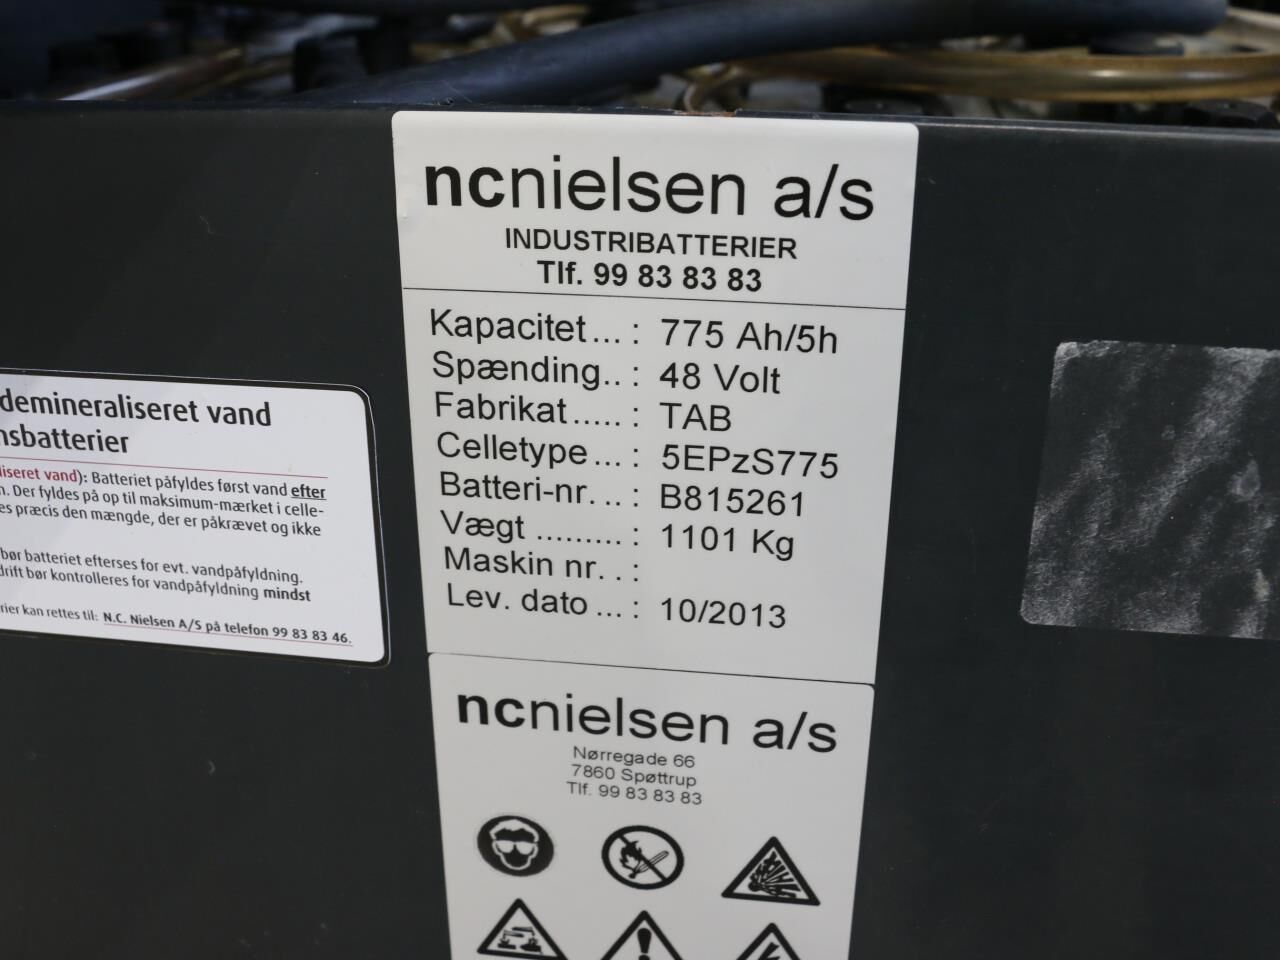 ncnielsen a/s
INDUSTRIBATTERIER
Tlf. 99 83 83 83
Kapacitet... : 775 Ah/5h
Spænding.. : 48 Volt
Fabrikat..... : TAB
Celletype ... : 5EPzS775
Batteri-nr. .. : B815261
Vægt ......... : 1101 Kg
Maskin nr. . :
Lev. dato ... : 10/2013
demineraliseret vand
nsbatterier
liseret vand): Batteriet påfyldes først vand efter
n. Der fyldes på op til maksimum-mærket i celle-
es præcis den mængde, der er påkrævet og ikke
bør batteriet efterses for evt. vandpåfyldning.
drift bør kontrolleres for vandpåfyldning mindst
rier kan rettes til: N.C. Nielsen A/S på telefon 99 83 83 46.
ncnielsen a/s
Nørregade 66
7860 Spøttrup
Tlf. 99 83 83 83